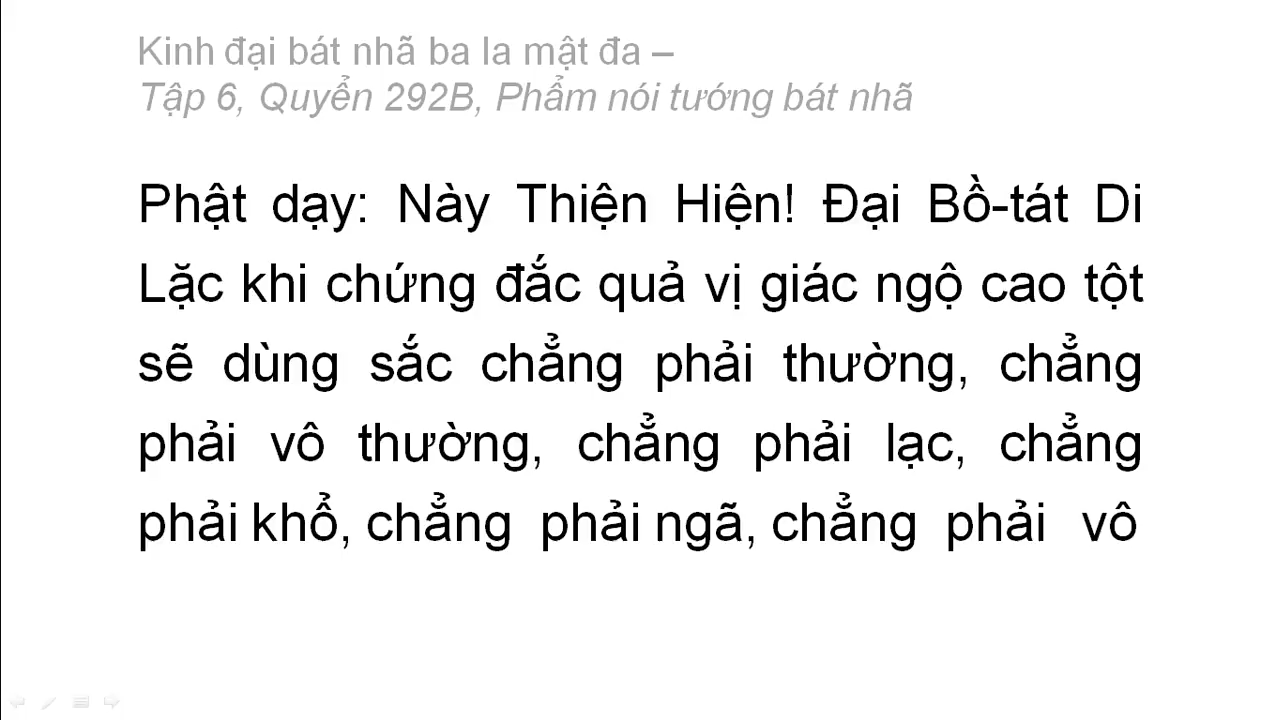 Kinh đại bát nhã ba la mật đa –
Tập 6, Quyển 292B, Phẩm nói tướng bát nhã
Phật dạy: Này Thiện Hiện! Đại Bồ-tát Di
Lặc khi chứng đắc quả vị giác ngộ cao tột
sẽ dùng sắc chẳng phải thường, chẳng
phải vô thường, chẳng phải lạc, chẳng
phải khổ, chẳng phải ngã, chẳng phải vô